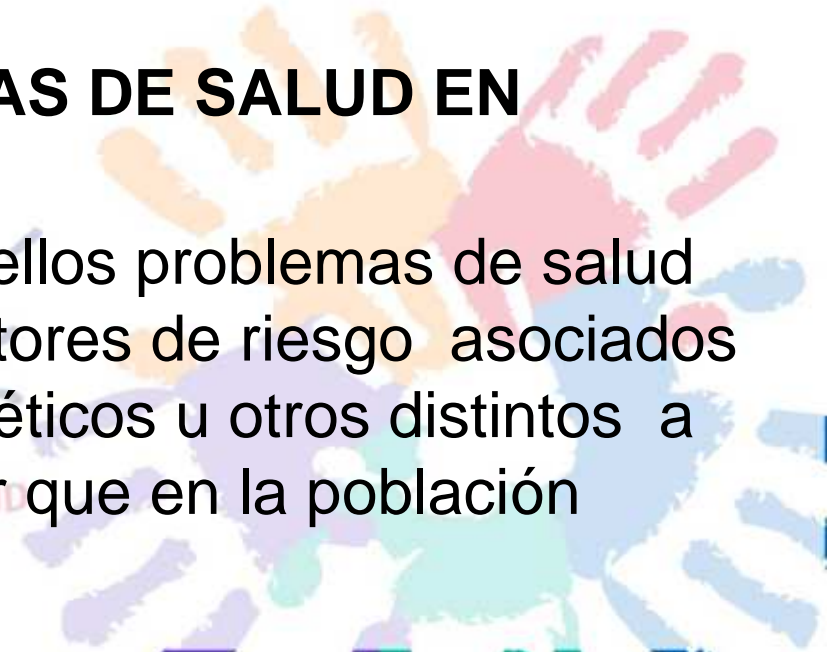 AS DE SALUD EN
ellos problemas de salud
tores de riesgo asociados
éticos u otros distintos a
r que en la población